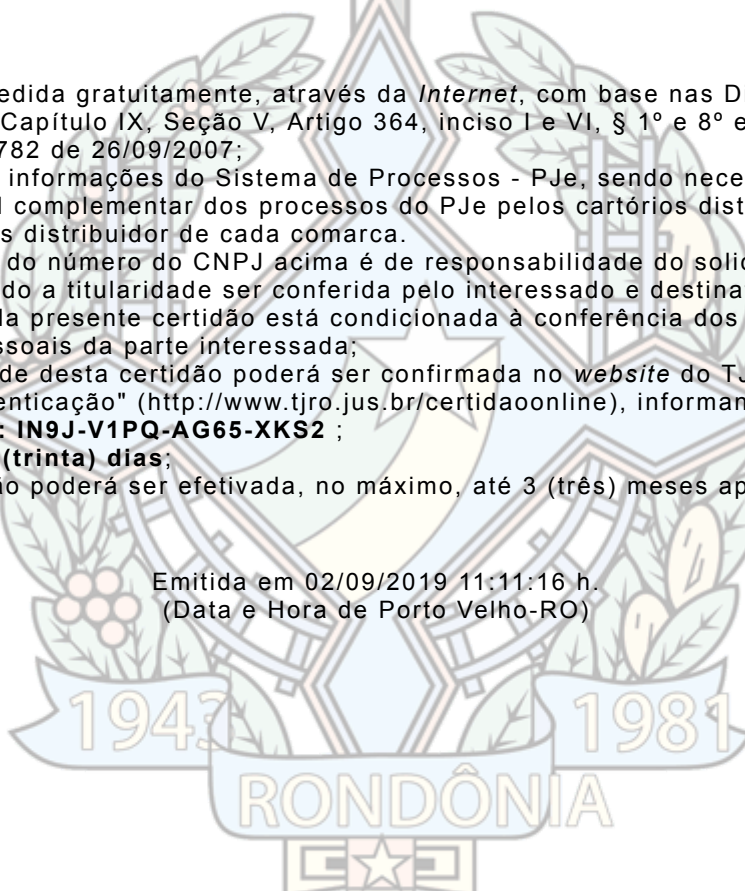 edida gratuitamente, através da Internet, com base nas D
Capítulo IX, Seção V, Artigo 364, inciso I e VI, § 1º e 8º e
782 de 26/09/2007;
informações do Sistema de Processos - PJe, sendo nece
l complementar dos processos do PJe pelos cartórios dist
s distribuidor de cada comarca.
do número do CNPJ acima é de responsabilidade do solic
do a titularidade ser conferida pelo interessado e destina
da presente certidão está condicionada à conferência dos
ssoais da parte interessada;
de desta certidão poderá ser confirmada no website do TJ
enticação" (http://www.tjro.jus.br/certidaoonline), informan
: IN9J-V1PQ-AG65-XKS2 ;
(trinta) dias;
ão poderá ser efetivada, no máximo, até 3 (três) meses ap
Emitida em 02/09/2019 11:11:16 h.
(Data e Hora de Porto Velho-RO)
1943 1981
RONDÔNIA